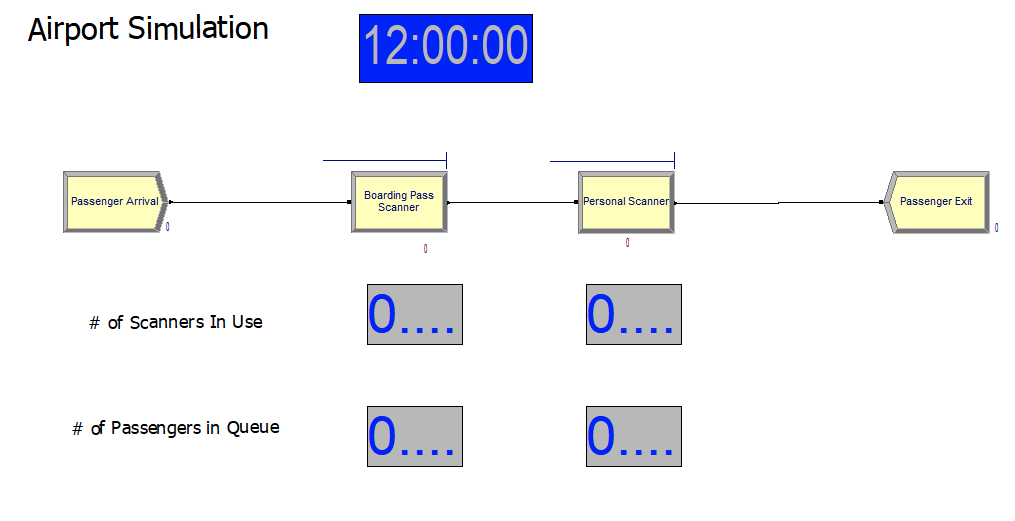 Airport Simulation
12:00:00
Passenger Arrival
0
Boarding Pass
Scanner
0
Personal Scanner
0
Passenger Exit
0
# of Scanners In Use
0....
0....
# of Passengers in Queue
0....
0....